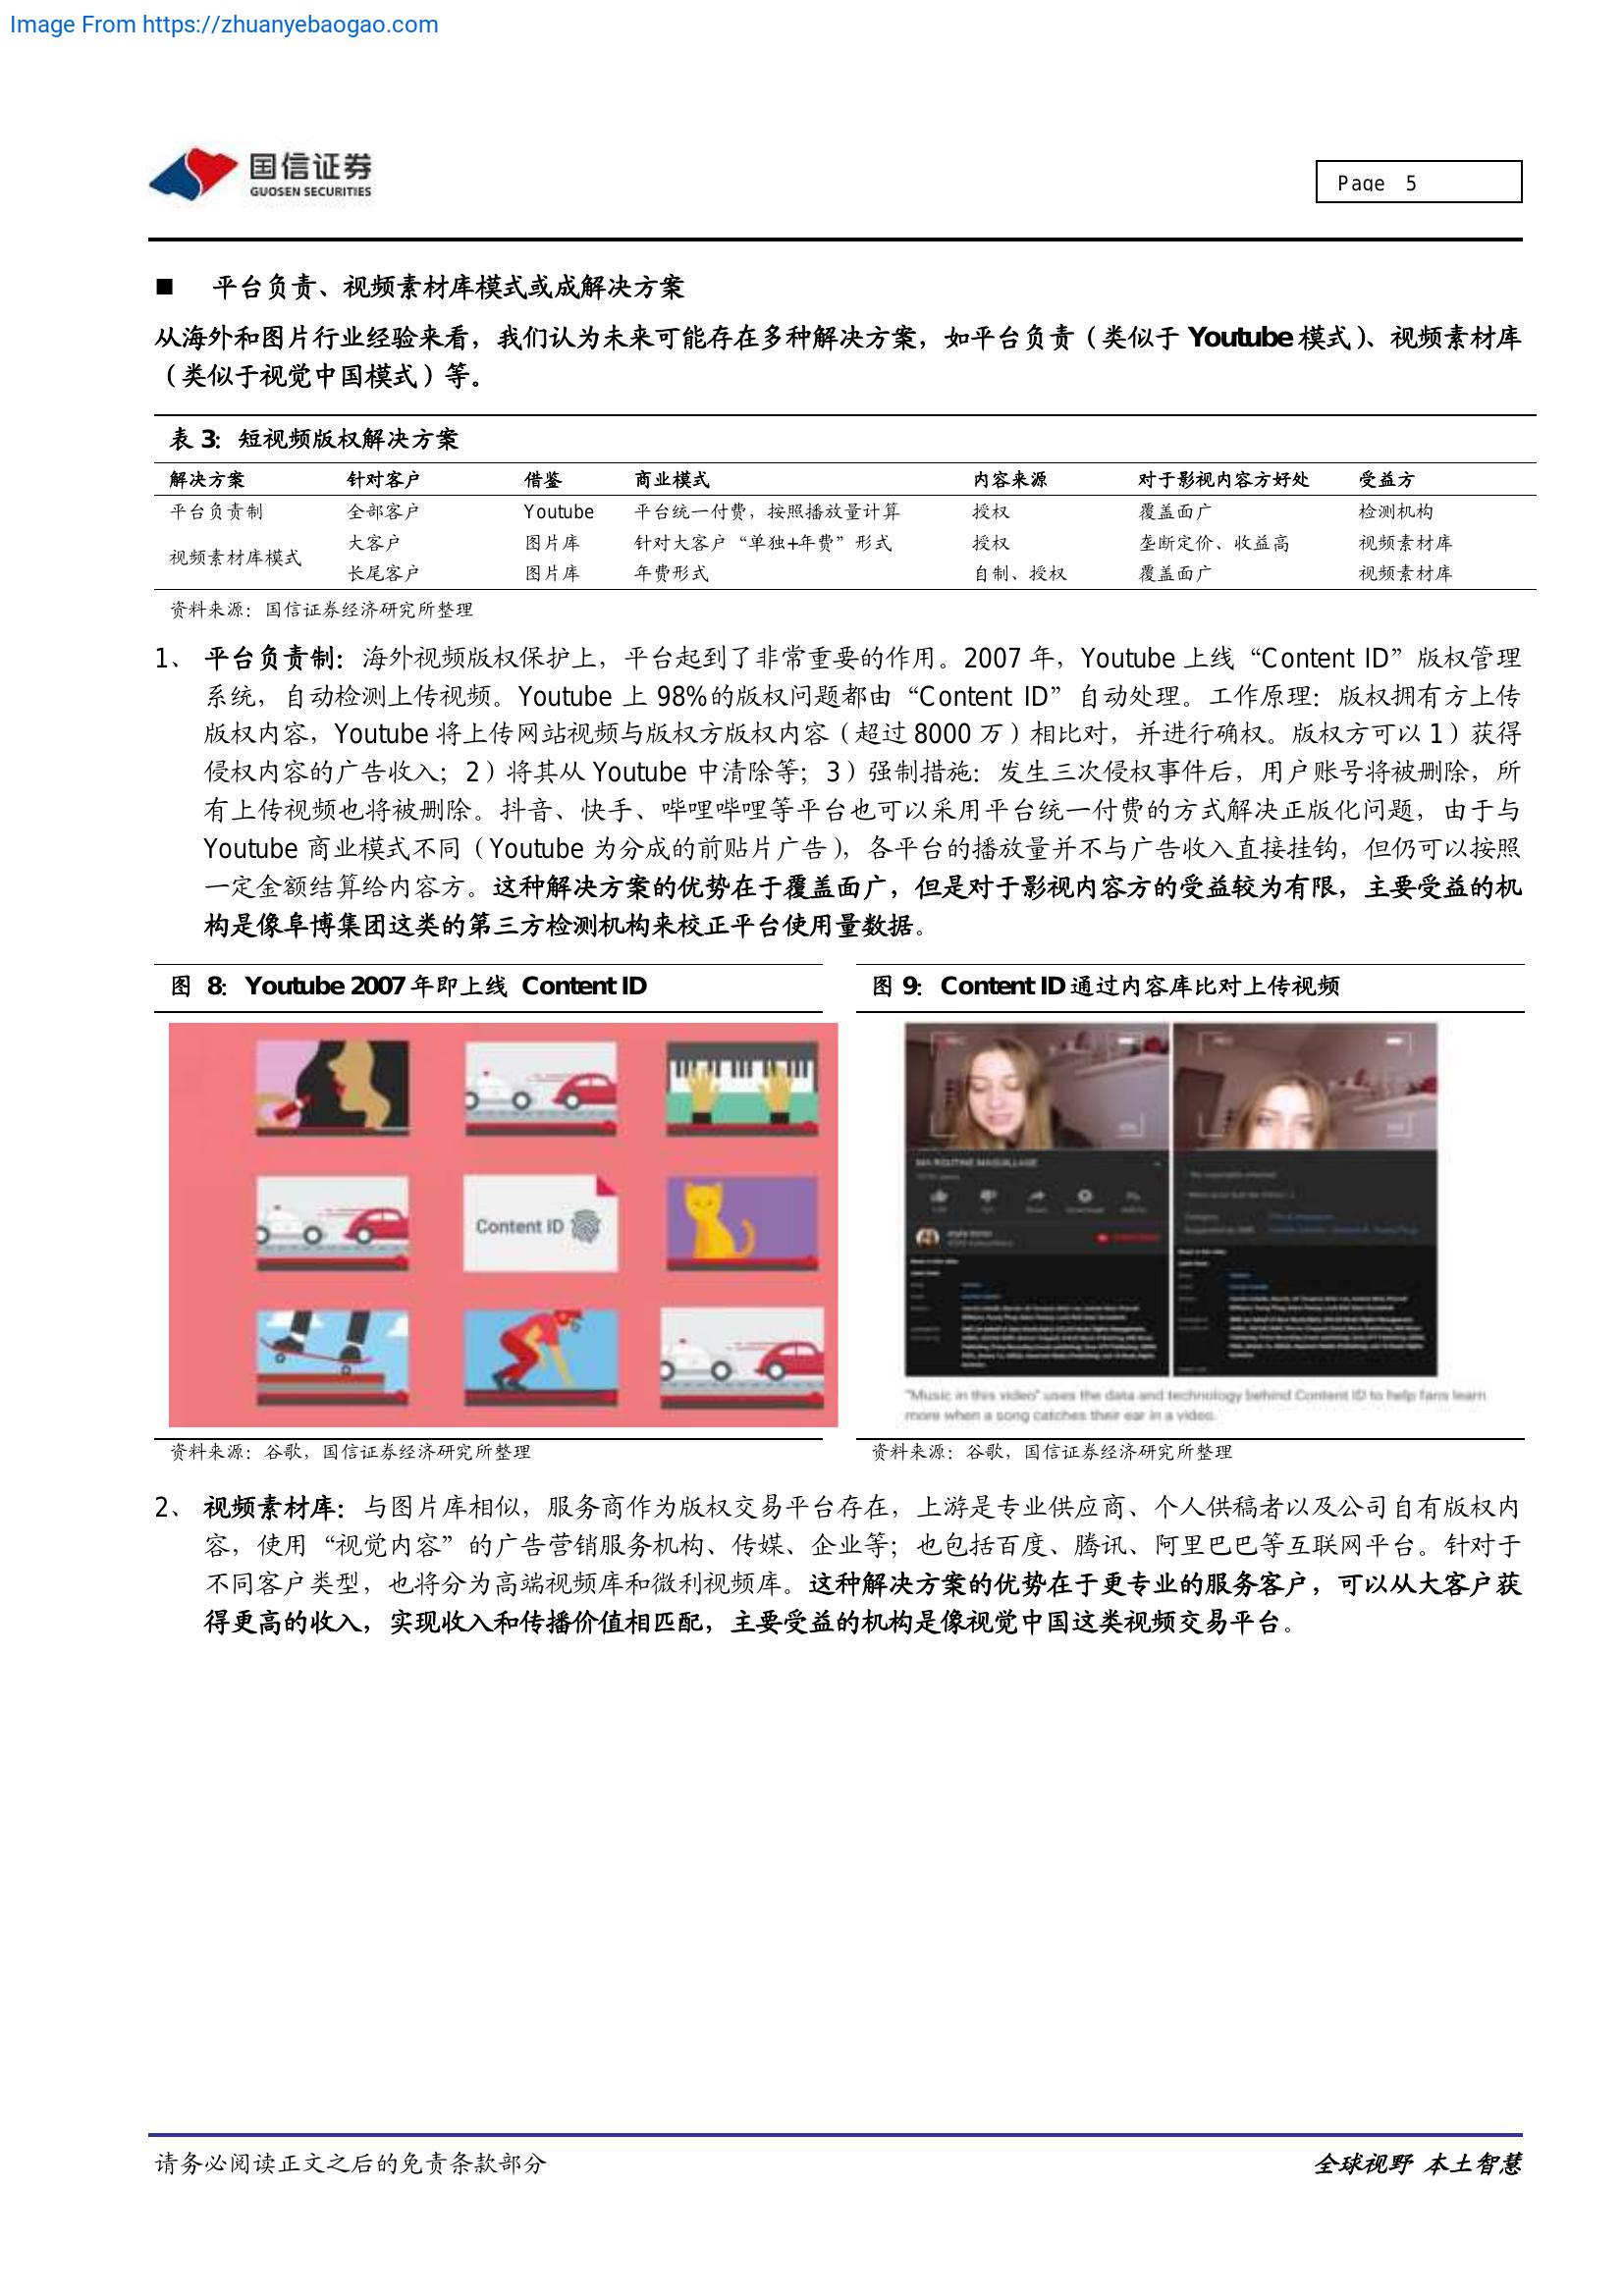 Image From https://zhuanyebaogao.com
国信证券
GUOSEN SECURITIES
Page 5
■ 平台负责、视频素材库模式或成解决方案
从海外和图片行业经验来看，我们认为未来可能存在多种解决方案，如平台负责（类似于 Youtube 模式）、视频素材库
（类似于视觉中国模式）等。
表 3：短视频版权解决方案
解决方案 针对客户 借鉴 商业模式 内容来源 对于影视内容方好处 受益方
平台负责制 全部客户 Youtube 平台统一付费，按照播放量计算 授权 覆盖面广 检测机构
视频素材库模式 大客户 图片库 针对大客户“单独+年费”形式 授权 垄断定价、收益高 视频素材库
长尾客户 图片库 年费形式 自制、授权 覆盖面广 视频素材库
资料来源：国信证券经济研究所整理
1、 平台负责制：海外视频版权保护上，平台起到了非常重要的作用。2007 年，Youtube 上线“Content ID”版权管理
系统，自动检测上传视频。Youtube 上 98%的版权问题都由“Content ID”自动处理。工作原理：版权拥有方上传
版权内容，Youtube 将上传网站视频与版权方版权内容（超过 8000 万）相比对，并进行确权。版权方可以 1）获得
侵权内容的广告收入；2）将其从 Youtube 中清除等；3）强制措施：发生三次侵权事件后，用户账号将被删除，所
有上传视频也将被删除。抖音、快手、哔哩哔哩等平台也可以采用平台统一付费的方式解决正版化问题，由于与
Youtube 商业模式不同（Youtube 为分成的前贴片广告），各平台的播放量并不与广告收入直接挂钩，但仍可以按照
一定金额结算给内容方。这种解决方案的优势在于覆盖面广，但是对于影视内容方的受益较为有限，主要受益的机
构是像阜博集团这类的第三方检测机构来校正平台使用量数据。
图 8：Youtube 2007 年即上线 Content ID
图 9：Content ID 通过内容库比对上传视频
Content ID
MA ROUTINE MAQUILLAGE
"Music in this video" uses the data and technology behind Content ID to help fans learn
more when a song catches their ear in a video.
资料来源：谷歌，国信证券经济研究所整理
资料来源：谷歌，国信证券经济研究所整理
2、 视频素材库：与图片库相似，服务商作为版权交易平台存在，上游是专业供应商、个人供稿者以及公司自有版权内
容，使用“视觉内容”的广告营销服务机构、传媒、企业等；也包括百度、腾讯、阿里巴巴等互联网平台。针对于
不同客户类型，也将分为高端视频库和微利视频库。这种解决方案的优势在于更专业的服务客户，可以从大客户获
得更高的收入，实现收入和传播价值相匹配，主要受益的机构是像视觉中国这类视频交易平台。
请务必阅读正文之后的免责条款部分
全球视野 本土智慧